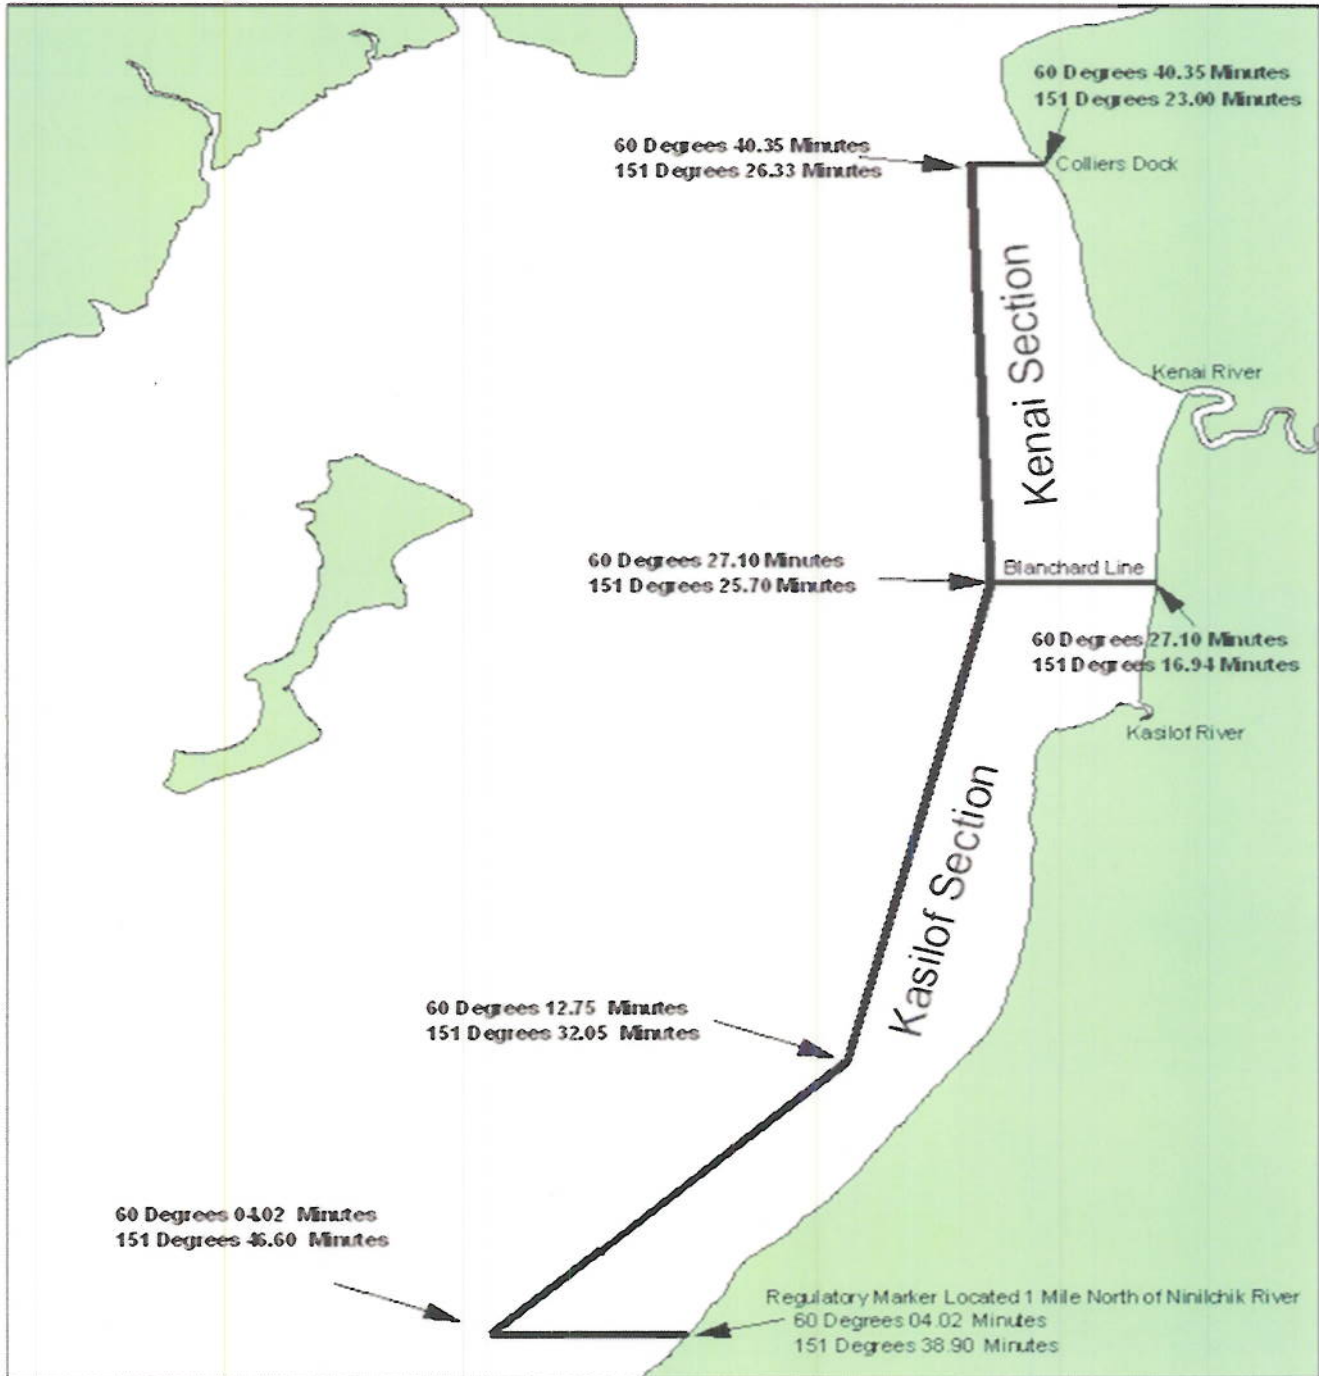 60 Degrees 40.35 Minutes
151 Degrees 23.00 Minutes
60 Degrees 40.35 Minutes
151 Degrees 26.33 Minutes
Colliers Dock
Kenai Section
Kenai River
60 Degrees 27.10 Minutes
151 Degrees 25.70 Minutes
Blanchard Line
60 Degrees 27.10 Minutes
151 Degrees 16.94 Minutes
Kasilof River
Kasilof Section
60 Degrees 12.75 Minutes
151 Degrees 32.05 Minutes
60 Degrees 04.02 Minutes
151 Degrees 46.60 Minutes
Regulatory Marker Located 1 Mile North of Ninilchik River
60 Degrees 04.02 Minutes
151 Degrees 38.90 Minutes